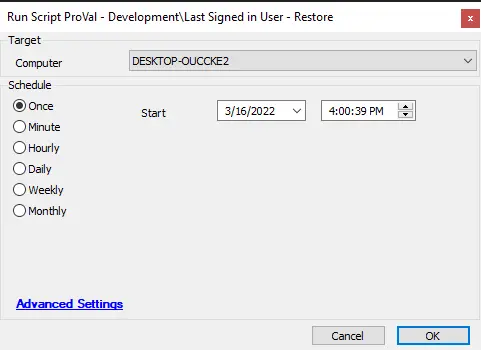 Run Script ProVal - Development\Last Signed in User - Restore
x
Target
Computer
DESKTOP-OUCCKE2
Schedule
Once
Start
3/16/2022
4:00:39 PM
Minute
Hourly
Daily
Weekly
Monthly
Advanced Settings
Cancel
OK